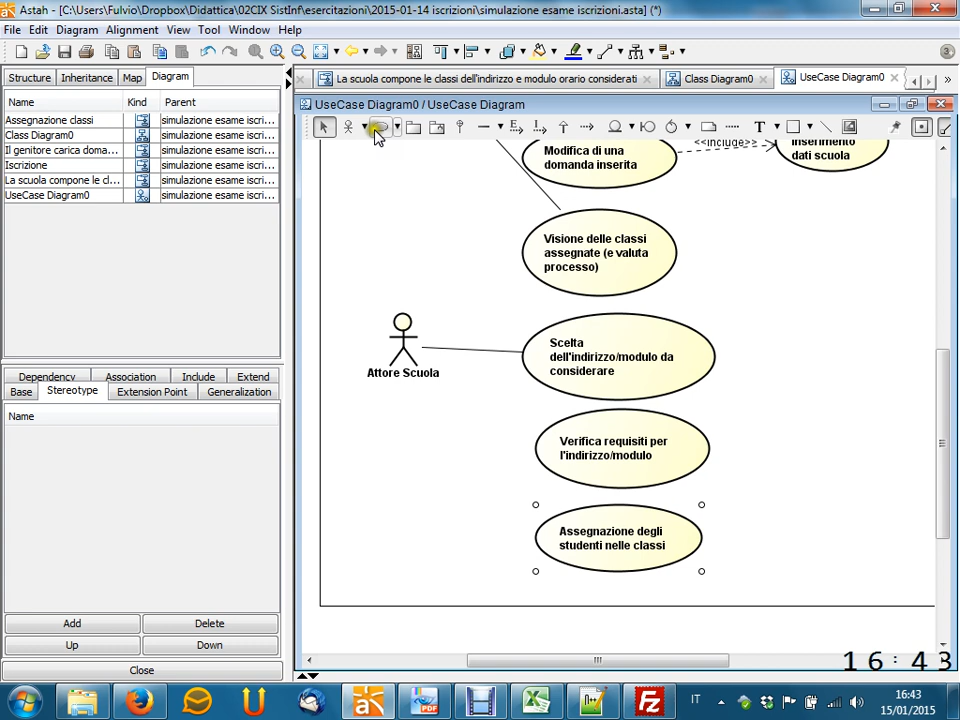 Astah - [C:\Users\Fulvio\Dropbox\Didattica\02CIX SistInf\esercitazioni\2015-01-14 iscrizioni\simulazione esame iscrizioni.asta] (*)
File Edit Diagram Alignment View Tool Window Help
3
Structure Inheritance Map Diagram
La scuola compone le classi dell'indirizzo e modulo orario considerati
Class Diagram0
UseCase Diagram0
Name Kind Parent
Assegnazione classi simulazione esame iscri...
Class Diagram0 simulazione esame iscri...
Il genitore carica doma... simulazione esame iscri...
Iscrizione simulazione esame iscri...
La scuola compone le cl... simulazione esame iscri...
UseCase Diagram0 simulazione esame iscri...
UseCase Diagram0 / UseCase Diagram
Modifica di una
domanda inserita
<<include>>
inserimento
dati scuola
Visione delle classi
assegnate (e valuta
processo)
Attore Scuola
Scelta
dell'indirizzo/modulo da
considerare
Verifica requisiti per
l'indirizzo/modulo
Assegnazione degli
studenti nelle classi
Dependency Association Include Extend
Base Stereotype Extension Point Generalization
Name
Add Delete
Up Down
Close
16:43
IT
16:43
15/01/2015